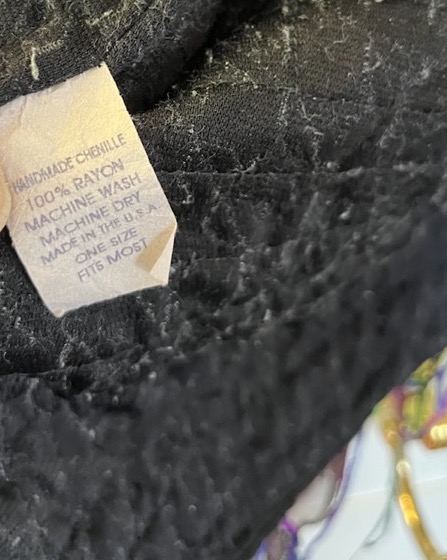 HANDMADE CHENILLE
100% RAYON
MACHINE WASH
MACHINE DRY
MADE IN THE U.S.A.
ONE SIZE
FITS MOST